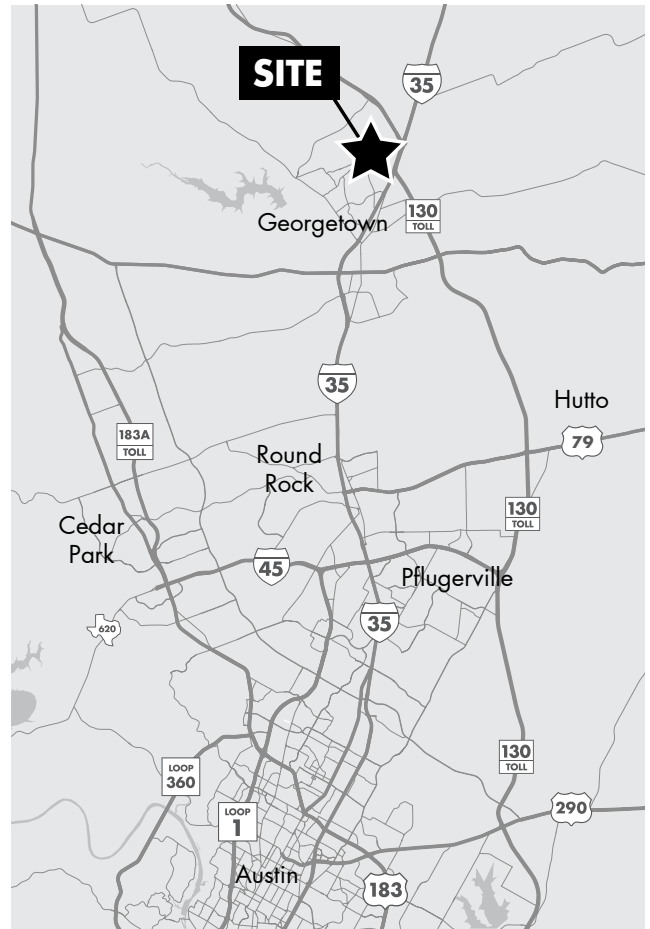 SITE
35
Georgetown
130
TOLL
35
Hutto
79
183A
TOLL
Round
Rock
130
TOLL
Cedar
Park
45
Pflugerville
35
620
130
TOLL
LOOP
360
LOOP
1
290
Austin
183